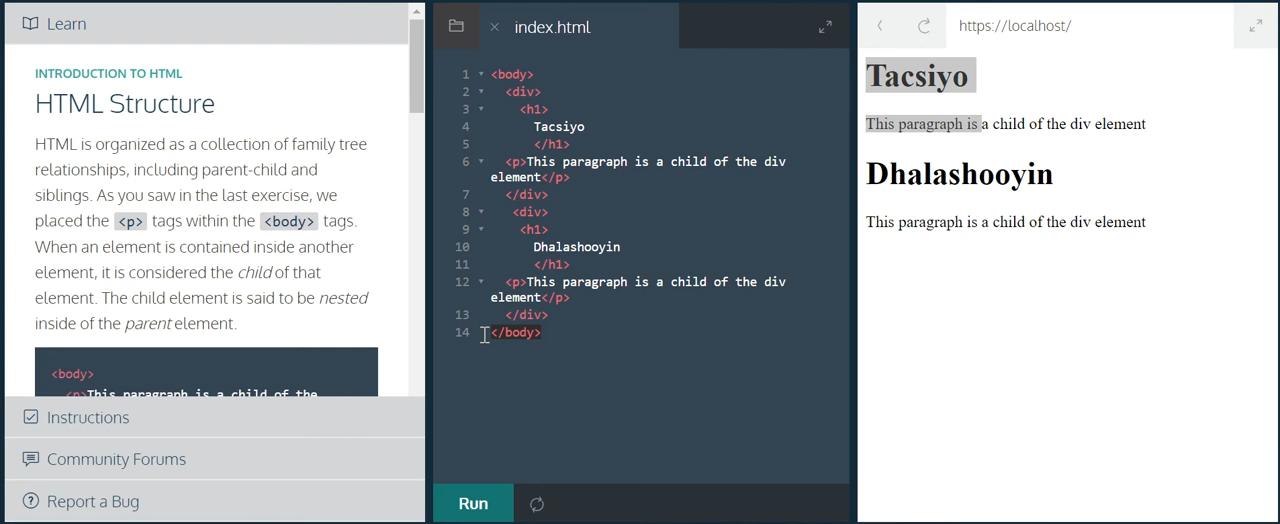 Learn
INTRODUCTION TO HTML
HTML Structure
HTML is organized as a collection of family tree
relationships, including parent-child and
siblings. As you saw in the last exercise, we
placed the <p> tags within the <body> tags.
When an element is contained inside another
element, it is considered the child of that
element. The child element is said to be nested
inside of the parent element.
<body>
<p>This paragraph is a child of the
Instructions
Community Forums
Report a Bug
index.html
1 <body>
2 <div>
3 <h1>
4 Tacsiyo
5 </h1>
6 <p>This paragraph is a child of the div
element</p>
7 </div>
8 <div>
9 <h1>
10 Dhalashooyin
11 </h1>
12 <p>This paragraph is a child of the div
element</p>
13 </div>
14 </body>
Run
https://localhost/
Tacsiyo
This paragraph is a child of the div element
Dhalashooyin
This paragraph is a child of the div element